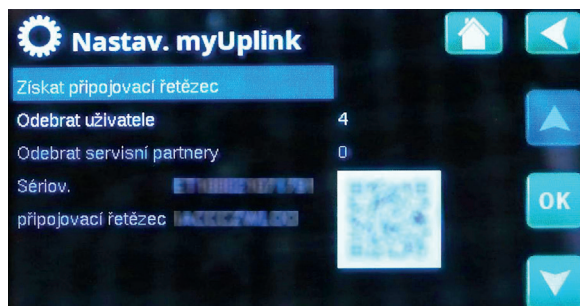 Nastav. myUplink
Získat připojovací řetězec
Odebrat uživatele 4
Odebrat servisní partnery 0
Sériov.
připojovací řetězec
OK